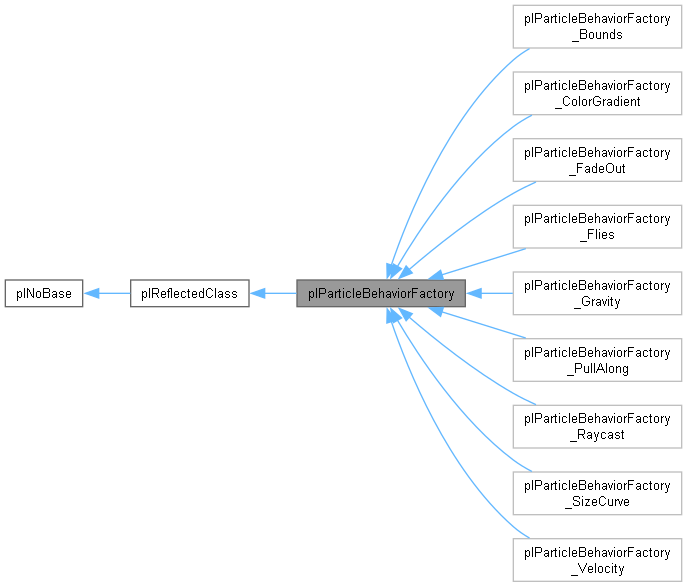 plParticleBehaviorFactory
_Bounds
plParticleBehaviorFactory
_ColorGradient
plParticleBehaviorFactory
_FadeOut
plParticleBehaviorFactory
_Flies
plNoBase
plReflectedClass
plParticleBehaviorFactory
plParticleBehaviorFactory
_Gravity
plParticleBehaviorFactory
_PullAlong
plParticleBehaviorFactory
_Raycast
plParticleBehaviorFactory
_SizeCurve
plParticleBehaviorFactory
_Velocity